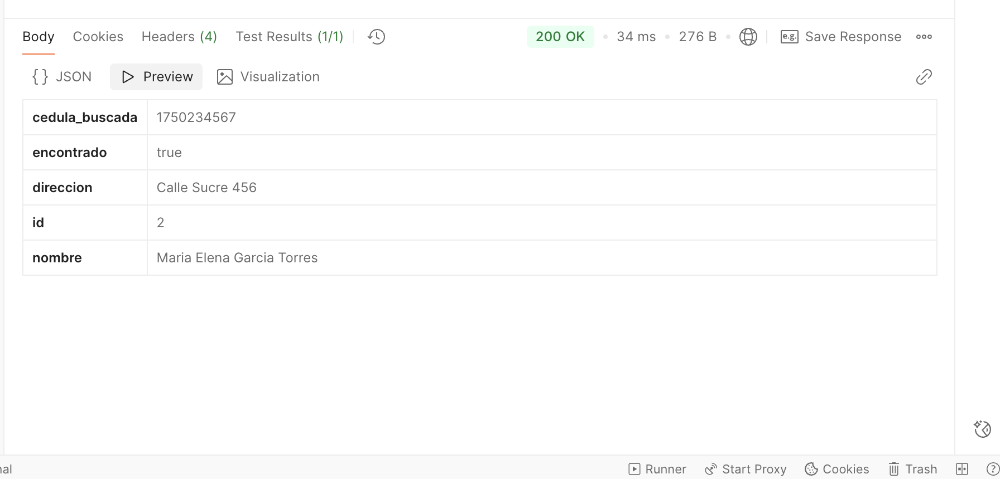 Body Cookies Headers (4) Test Results (1/1) 200 OK 34 ms 276 B e.g. Save Response
{} JSON Preview Visualization
cedula_buscada 1750234567
encontrado true
direccion Calle Sucre 456
id 2
nombre Maria Elena Garcia Torres
nal Runner Start Proxy Cookies Trash ?